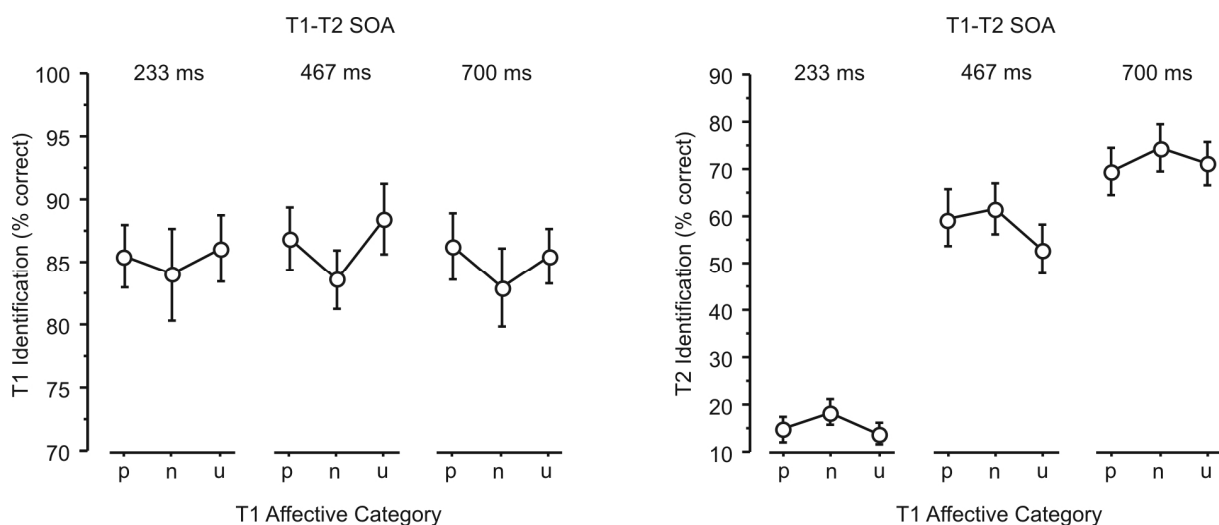 T1-T2 SOA
233 ms 467 ms 700 ms
T1 Identification (% correct)
100
95
90
85
80
75
70
p n u p n u p n u
T1 Affective Category
T1-T2 SOA
233 ms 467 ms 700 ms
T2 Identification (% correct)
90
80
70
60
50
40
30
20
10
p n u p n u p n u
T1 Affective Category